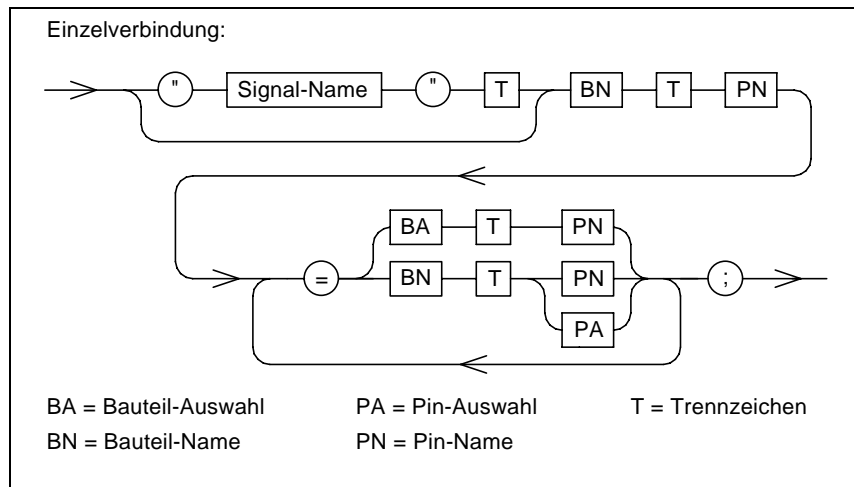 Einzelverbindung:
" Signal-Name " T BN T PN
BA T PN
= BN T PN ;
PA
BA = Bauteil-Auswahl PA = Pin-Auswahl T = Trennzeichen
BN = Bauteil-Name PN = Pin-Name